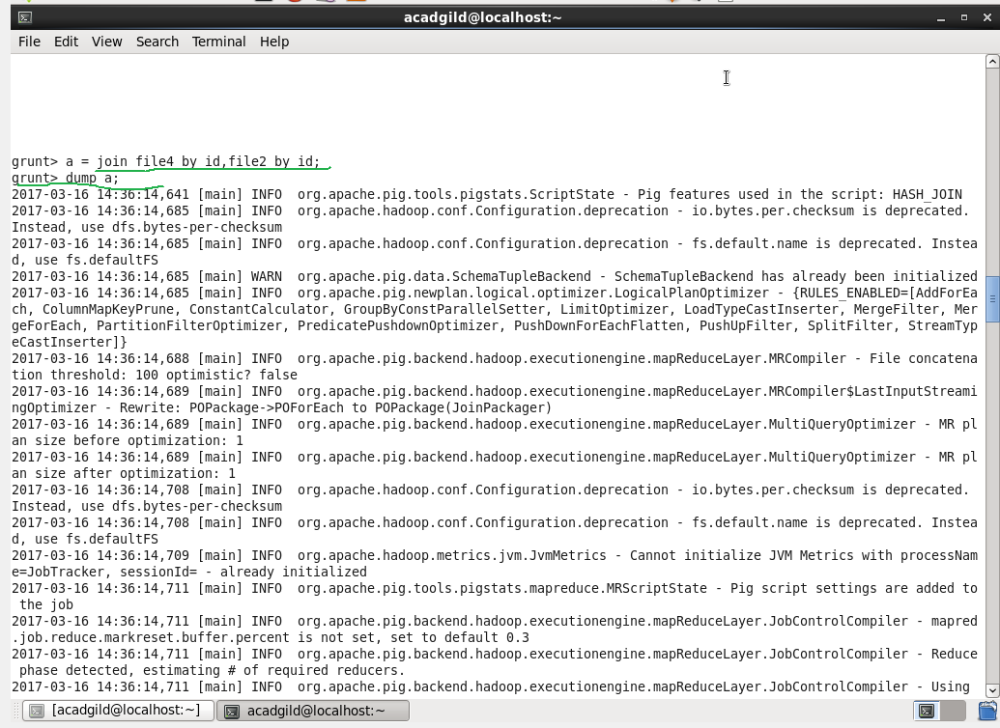 acadgild@localhost:~
File Edit View Search Terminal Help
grunt> a = join file4 by id,file2 by id;
grunt> dump a;
2017-03-16 14:36:14,641 [main] INFO  org.apache.pig.tools.pigstats.ScriptState - Pig features used in the script: HASH_JOIN
2017-03-16 14:36:14,685 [main] INFO  org.apache.hadoop.conf.Configuration.deprecation - io.bytes.per.checksum is deprecated.
Instead, use dfs.bytes-per-checksum
2017-03-16 14:36:14,685 [main] INFO  org.apache.hadoop.conf.Configuration.deprecation - fs.default.name is deprecated. Instea
d, use fs.defaultFS
2017-03-16 14:36:14,685 [main] WARN  org.apache.pig.data.SchemaTupleBackend - SchemaTupleBackend has already been initialized
2017-03-16 14:36:14,685 [main] INFO  org.apache.pig.newplan.logical.optimizer.LogicalPlanOptimizer - {RULES_ENABLED=[AddForEa
ch, ColumnMapKeyPrune, ConstantCalculator, GroupByConstParallelSetter, LimitOptimizer, LoadTypeCastInserter, MergeFilter, Mer
geForEach, PartitionFilterOptimizer, PredicatePushdownOptimizer, PushDownForEachFlatten, PushUpFilter, SplitFilter, StreamTyp
eCastInserter]}
2017-03-16 14:36:14,688 [main] INFO  org.apache.pig.backend.hadoop.executionengine.mapReduceLayer.MRCompiler - File concatena
tion threshold: 100 optimistic? false
2017-03-16 14:36:14,689 [main] INFO  org.apache.pig.backend.hadoop.executionengine.mapReduceLayer.MRCompiler$LastInputStreami
ngOptimizer - Rewrite: POPackage->POForEach to POPackage(JoinPackager)
2017-03-16 14:36:14,689 [main] INFO  org.apache.pig.backend.hadoop.executionengine.mapReduceLayer.MultiQueryOptimizer - MR pl
an size before optimization: 1
2017-03-16 14:36:14,689 [main] INFO  org.apache.pig.backend.hadoop.executionengine.mapReduceLayer.MultiQueryOptimizer - MR pl
an size after optimization: 1
2017-03-16 14:36:14,708 [main] INFO  org.apache.hadoop.conf.Configuration.deprecation - io.bytes.per.checksum is deprecated.
Instead, use dfs.bytes-per-checksum
2017-03-16 14:36:14,708 [main] INFO  org.apache.hadoop.conf.Configuration.deprecation - fs.default.name is deprecated. Instea
d, use fs.defaultFS
2017-03-16 14:36:14,709 [main] INFO  org.apache.hadoop.metrics.jvm.JvmMetrics - Cannot initialize JVM Metrics with processNam
e=JobTracker, sessionId= - already initialized
2017-03-16 14:36:14,711 [main] INFO  org.apache.pig.tools.pigstats.mapreduce.MRScriptState - Pig script settings are added to
 the job
2017-03-16 14:36:14,711 [main] INFO  org.apache.pig.backend.hadoop.executionengine.mapReduceLayer.JobControlCompiler - mapred
.job.reduce.markreset.buffer.percent is not set, set to default 0.3
2017-03-16 14:36:14,711 [main] INFO  org.apache.pig.backend.hadoop.executionengine.mapReduceLayer.JobControlCompiler - Reduce
 phase detected, estimating # of required reducers.
2017-03-16 14:36:14,711 [main] INFO  org.apache.pig.backend.hadoop.executionengine.mapReduceLayer.JobControlCompiler - Using
[acadgild@localhost:~] acadgild@localhost:~